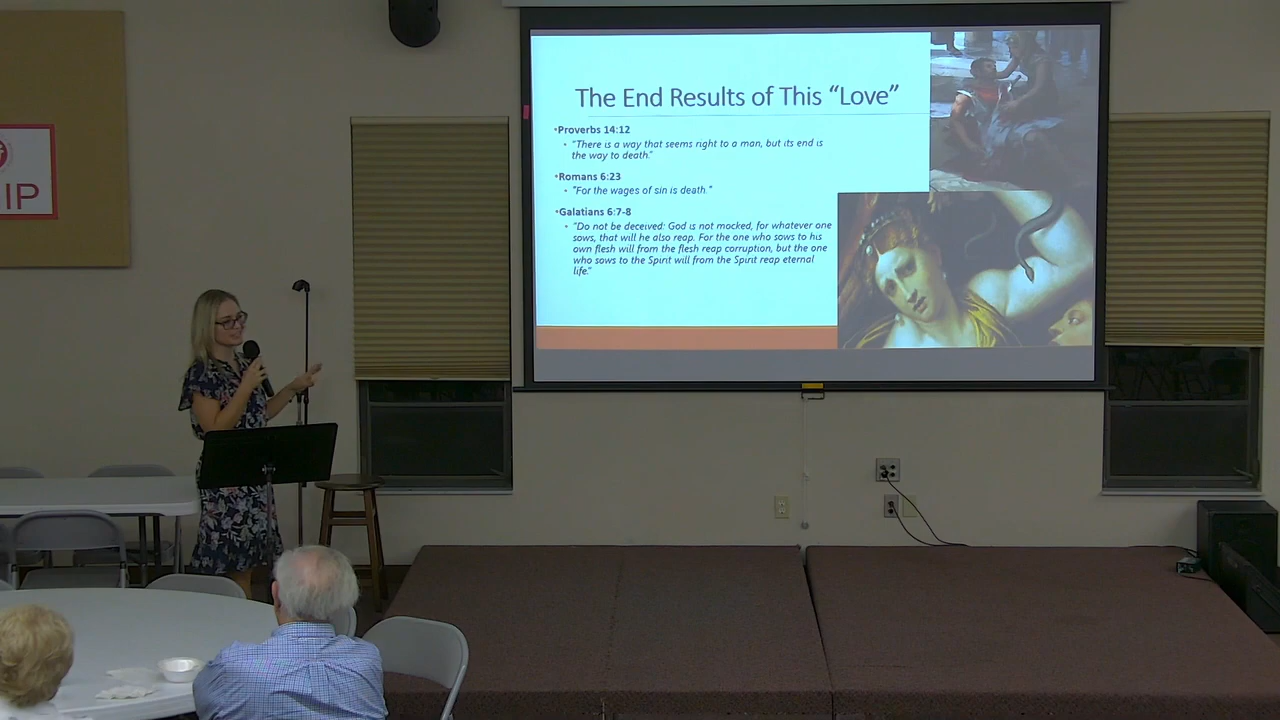 The End Results of This “Love”
•Proverbs 14:12
• “There is a way that seems right to a man, but its end is
the way to death.”
•Romans 6:23
• “For the wages of sin is death.”
•Galatians 6:7-8
• “Do not be deceived: God is not mocked, for whatever one
sows, that will he also reap. For the one who sows to his
own flesh will from the flesh reap corruption, but the one
who sows to the Spirit will from the Spirit reap eternal
life.”
IP